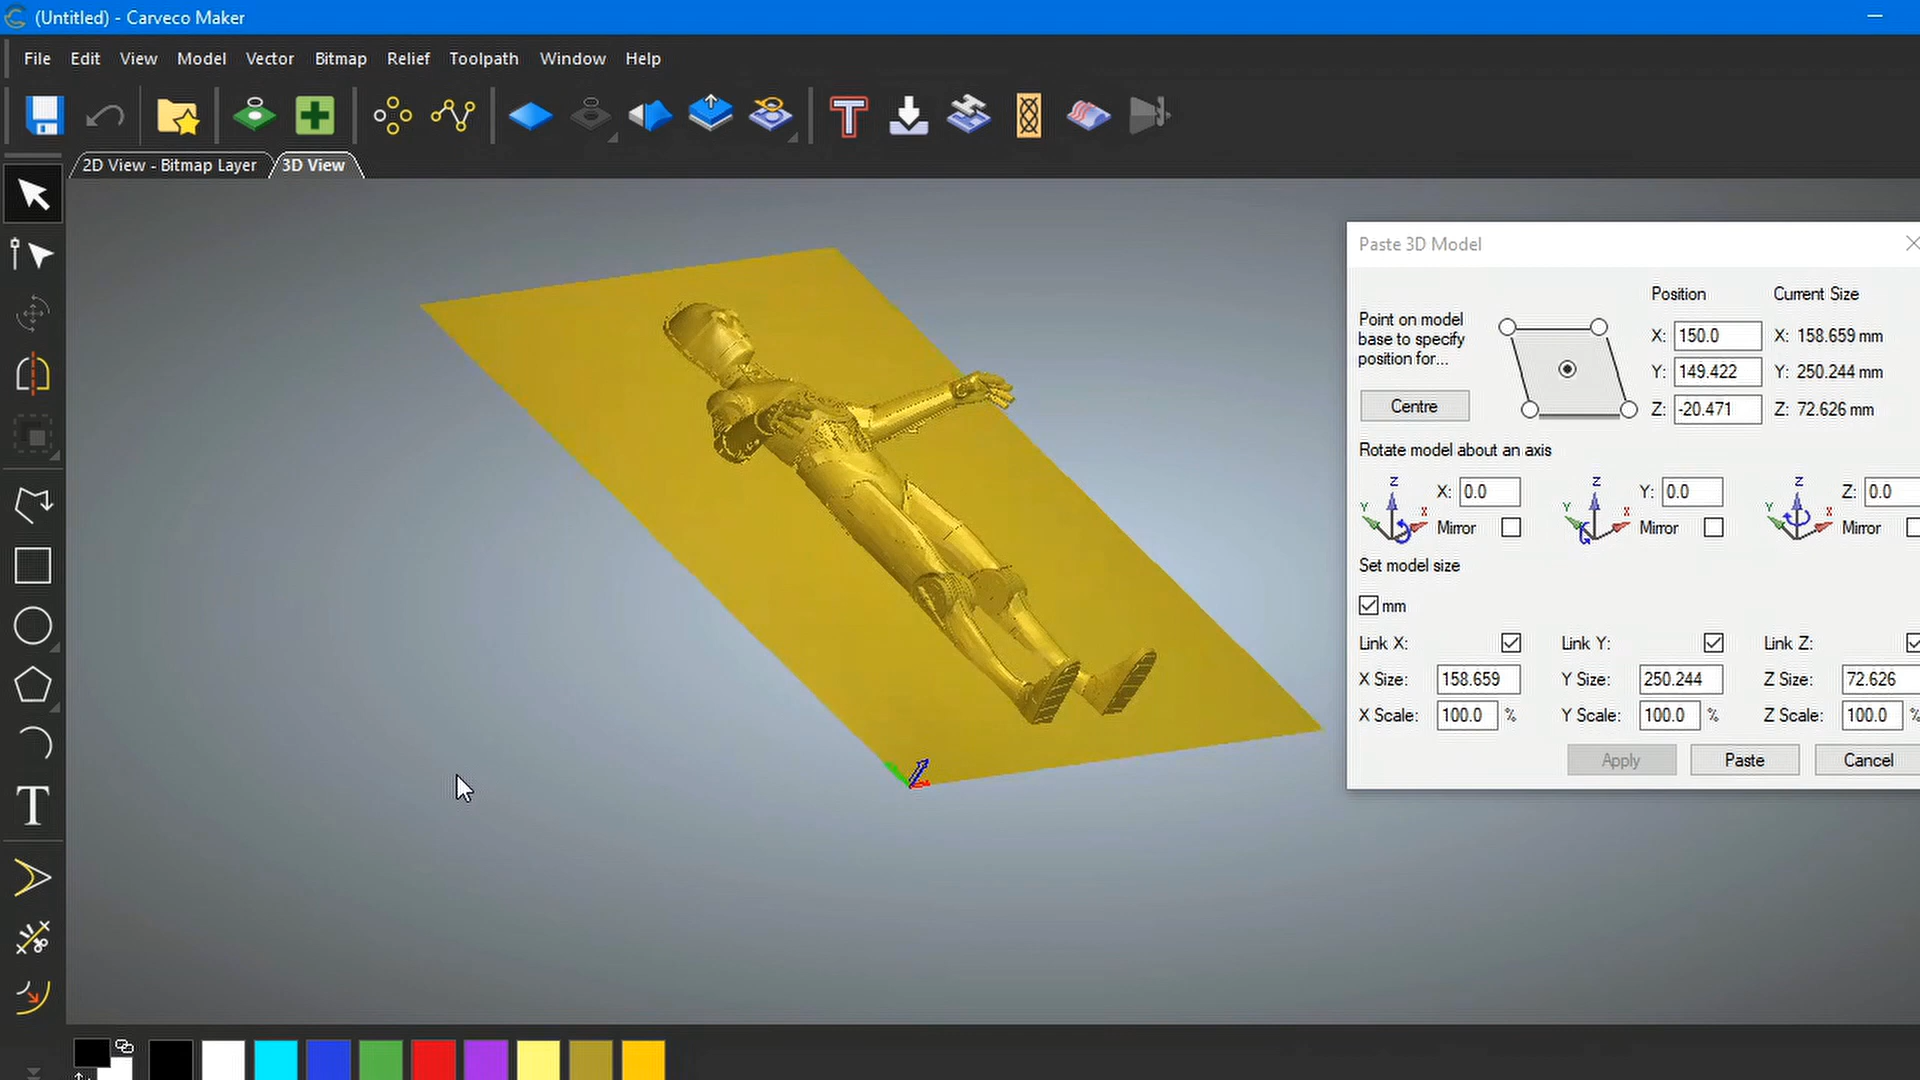 (Untitled) - Carveco Maker
File Edit View Model Vector Bitmap Relief Toolpath Window Help
2D View - Bitmap Layer 3D View
Paste 3D Model
Position Current Size
Point on model
base to specify
position for...
X: 150.0 X: 158.659 mm
Y: 149.422 Y: 250.244 mm
Z: -20.471 Z: 72.626 mm
Centre
Rotate model about an axis
Z Y X X: 0.0 Z Y X Y: 0.0 Z Y X Z: 0.0
Mirror Mirror Mirror
Set model size
mm
Link X: Link Y: Link Z:
X Size: 158.659 Y Size: 250.244 Z Size: 72.626
X Scale: 100.0 % Y Scale: 100.0 % Z Scale: 100.0 %
Apply Paste Cancel